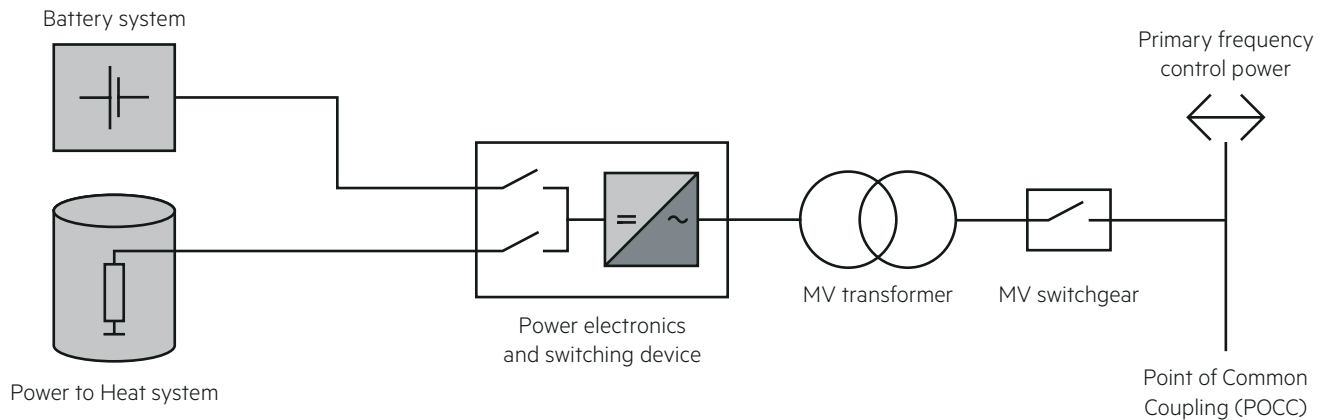 Battery system
Primary frequency
control power
Power electronics
and switching device
MV transformer
MV switchgear
Power to Heat system
Point of Common
Coupling (POCC)